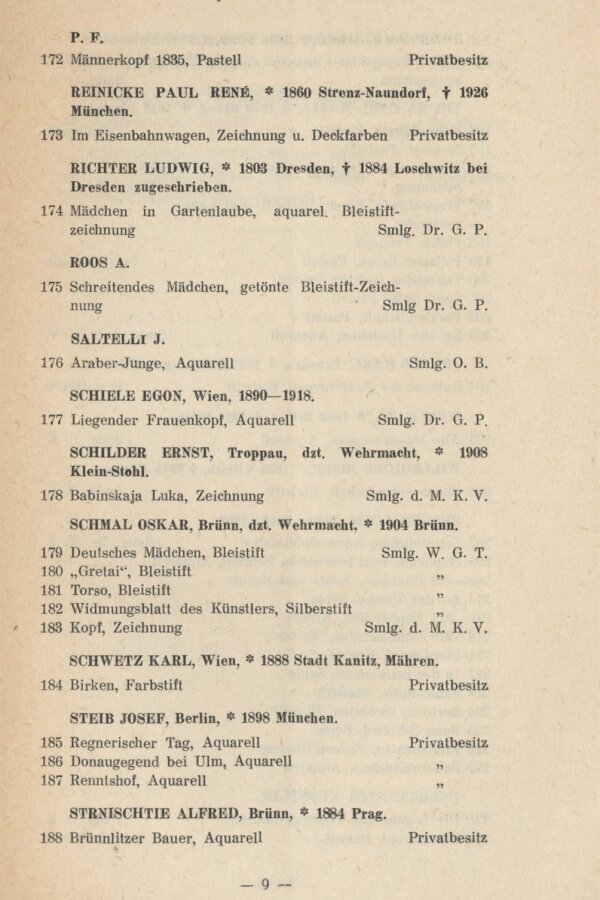 P. F.
172 Männerkopf 1835, Pastell Privatbesitz
REINICKE PAUL RENÉ, * 1860 Strenz-Naundorf, † 1926
München.
173 Im Eisenbahnwagen, Zeichnung u. Deckfarben Privatbesitz
RICHTER LUDWIG, * 1803 Dresden, † 1884 Loschwitz bei
Dresden zugeschrieben.
174 Mädchen in Gartenlaube, aquarel. Bleistift-
zeichnung Smlg. Dr. G. P.
ROOS A.
175 Schreitendes Mädchen, getönte Bleistift-Zeich-
nung Smlg Dr. G. P.
SALTELLI J.
176 Araber-Junge, Aquarell Smlg. O. B.
SCHIELE EGON, Wien, 1890—1918.
177 Liegender Frauenkopf, Aquarell Smlg. Dr. G. P.
SCHILDER ERNST, Troppau, dzt. Wehrmacht, * 1908
Klein-Stohl.
178 Babinskaja Luka, Zeichnung Smlg. d. M. K. V.
SCHMAL OSKAR, Brünn, dzt. Wehrmacht, * 1904 Brünn.
179 Deutsches Mädchen, Bleistift Smlg. W. G. T.
180 „Gretai“, Bleistift „
181 Torso, Bleistift „
182 Widmungsblatt des Künstlers, Silberstift „
183 Kopf, Zeichnung Smlg. d. M. K. V.
SCHWETZ KARL, Wien, * 1888 Stadt Kanitz, Mähren.
184 Birken, Farbstift Privatbesitz
STEIB JOSEF, Berlin, * 1898 München.
185 Regnerischer Tag, Aquarell Privatbesitz
186 Donaugegend bei Ulm, Aquarell „
187 Renntshof, Aquarell „
STRNISCHTIE ALFRED, Brünn, * 1884 Prag.
188 Brünnlitzer Bauer, Aquarell Privatbesitz
— 9 —